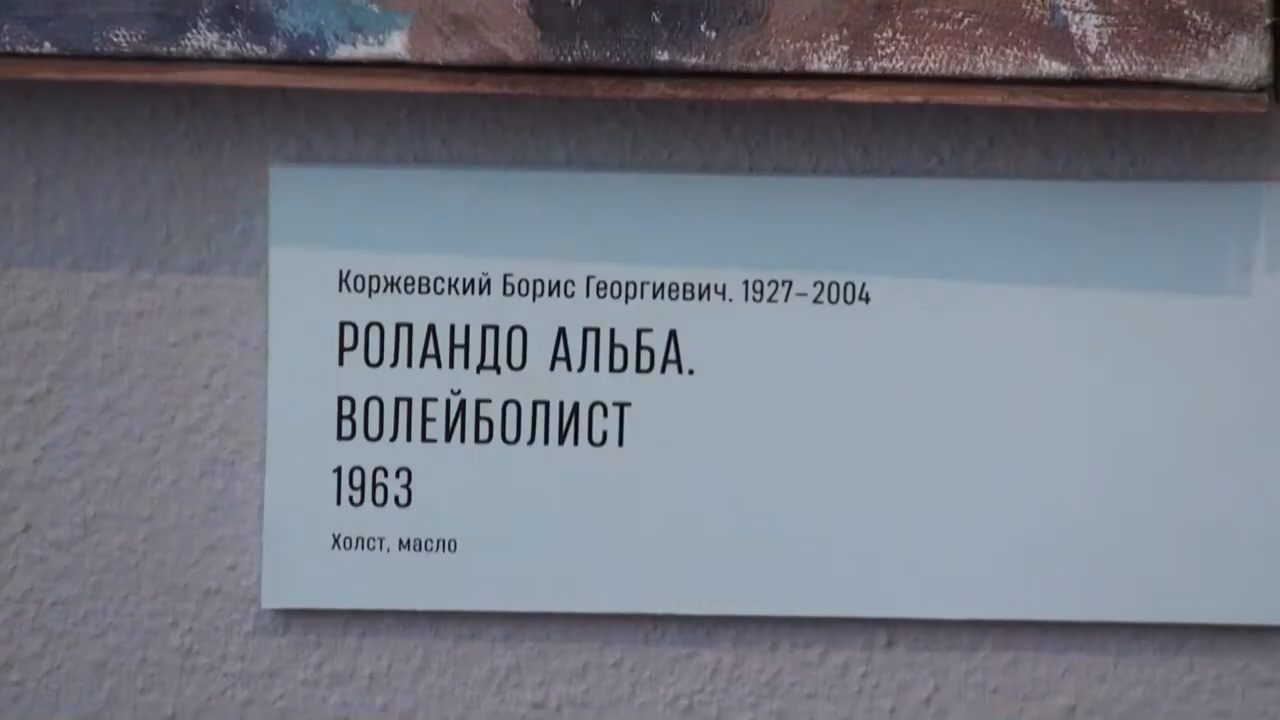 Коржевский Борис Георгиевич. 1927–2004
РОЛАНДО АЛЬБА.
ВОЛЕЙБОЛИСТ
1963
Холст, масло